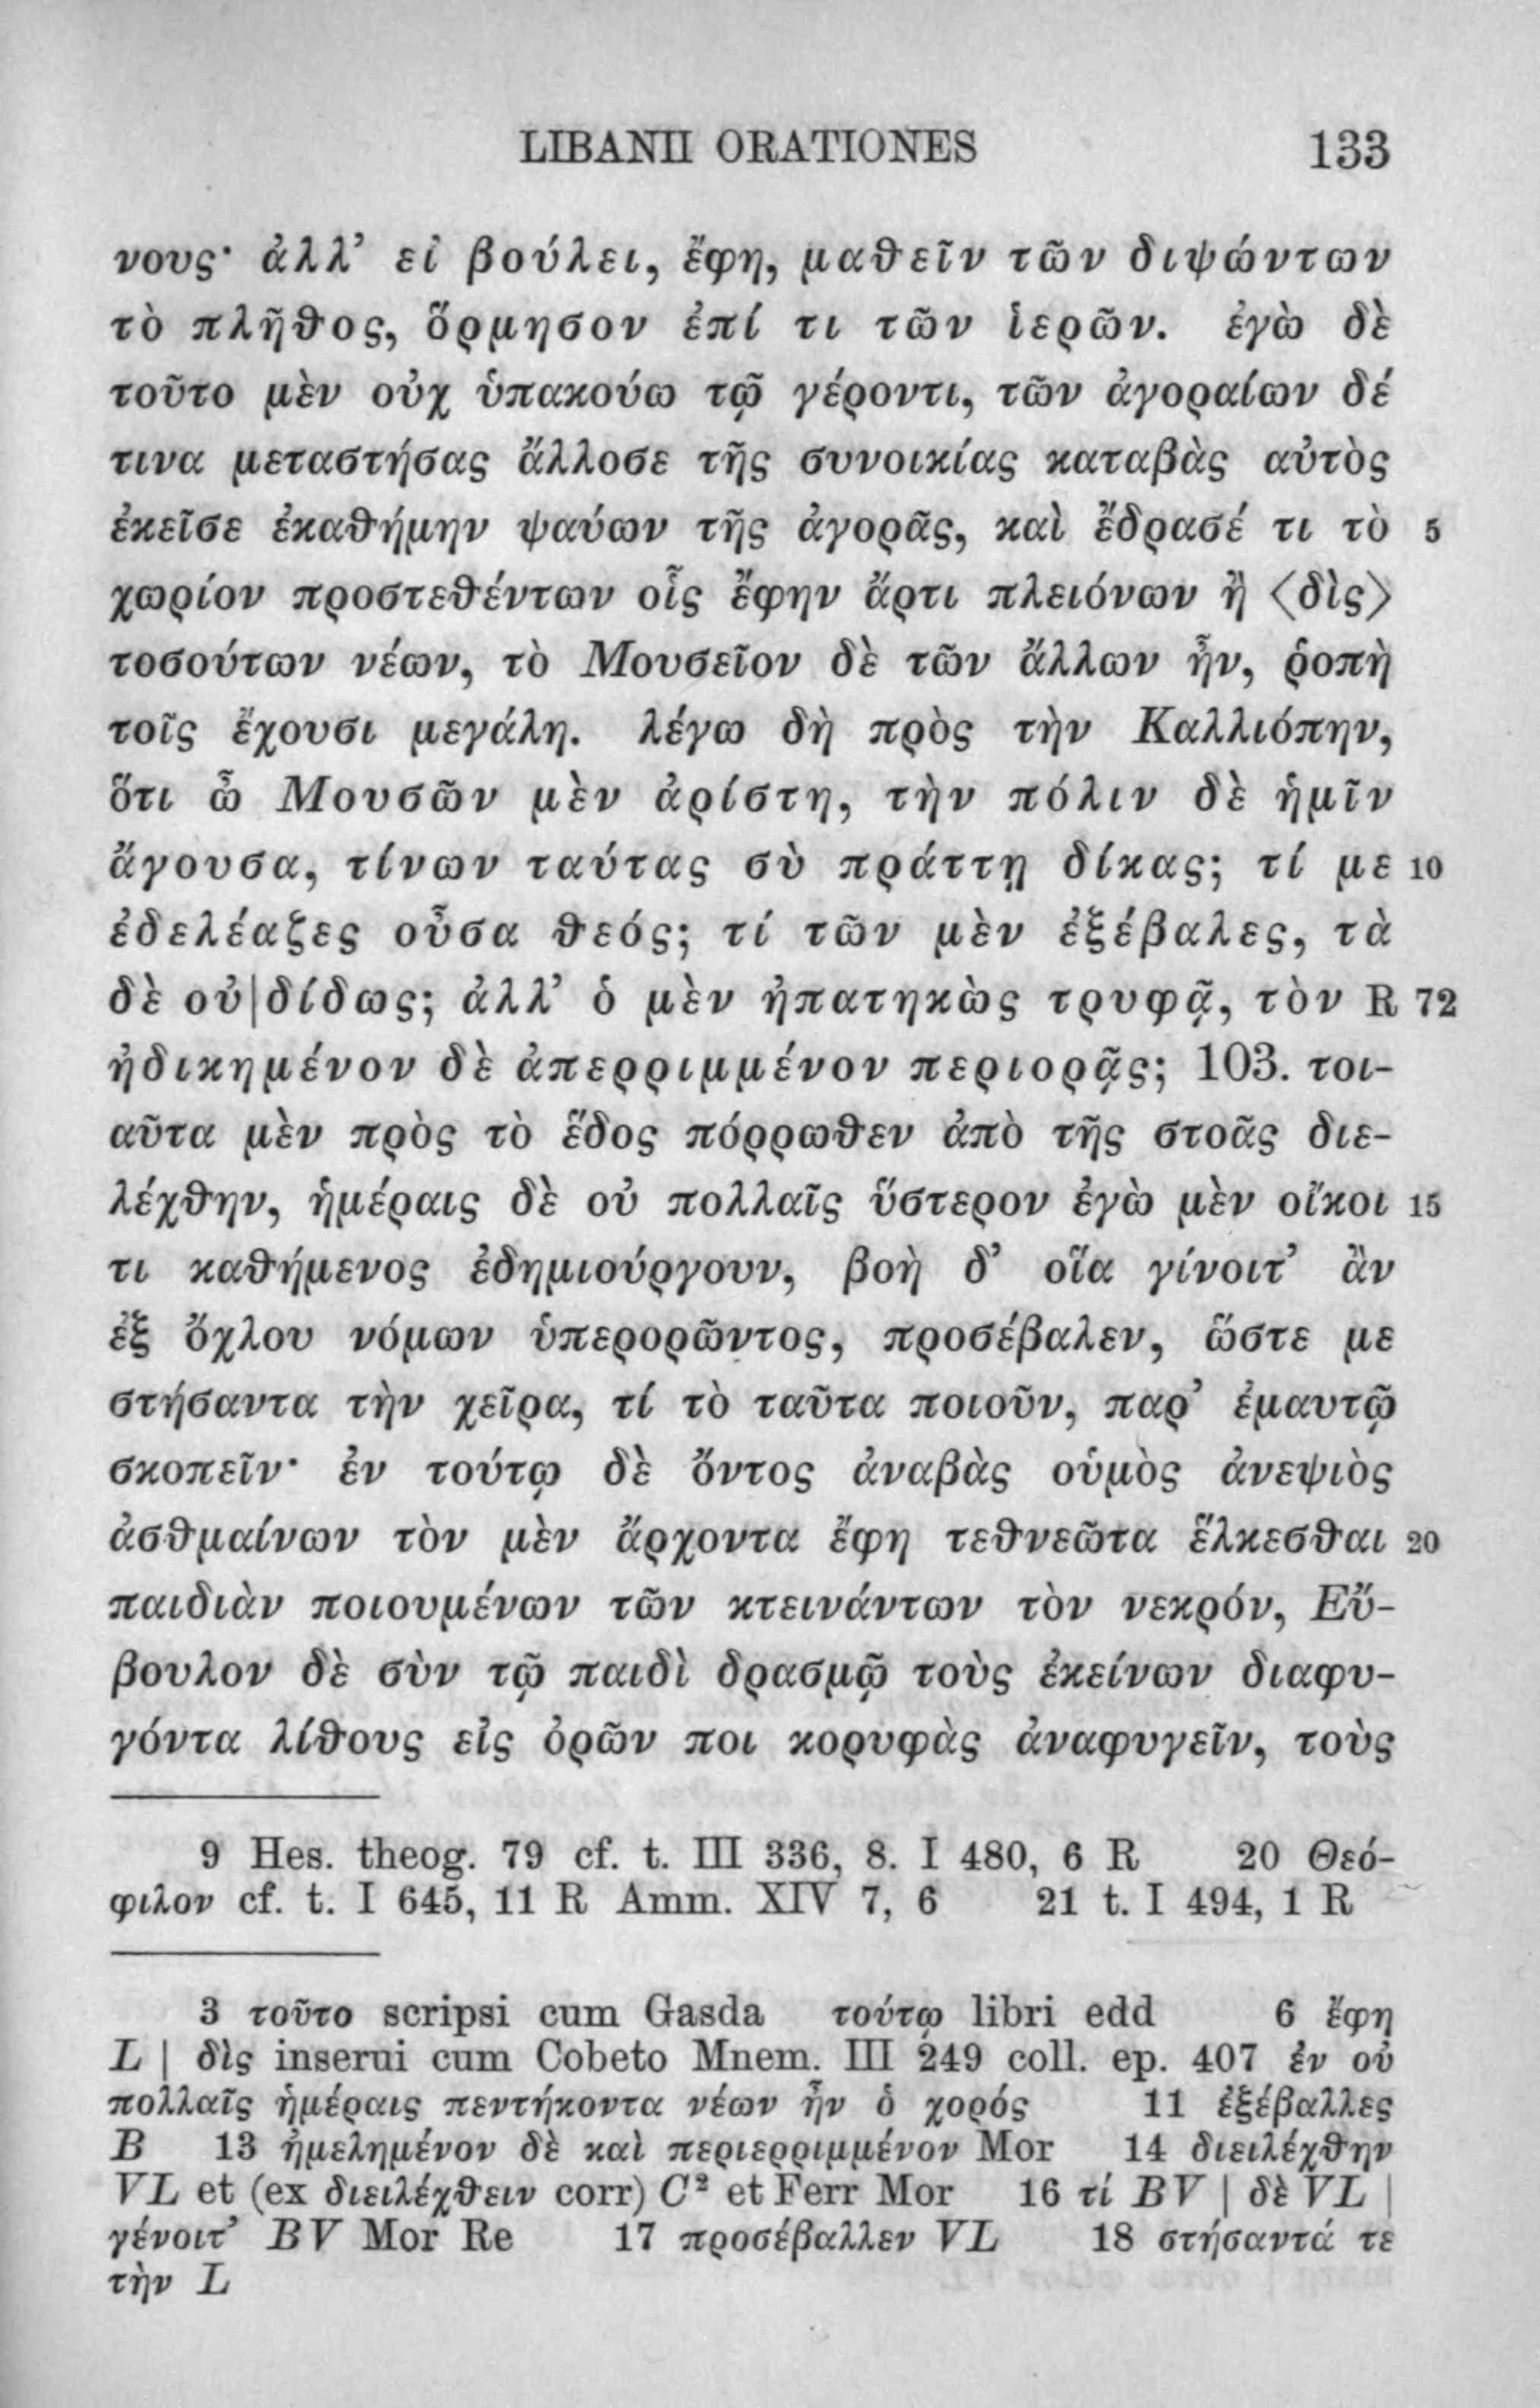 LIBANII ORATIONES 133
νους· ἀλλ’ εἰ βούλει, ἔφη, μαθεῖν τῶν διψώντων
τὸ πλῆθος, ὅρμησον ἐπί τι τῶν ἱερῶν. ἐγὼ δὲ
τοῦτο μὲν οὐχ ὑπακούω τῷ γέροντι, τῶν ἀγοραίων δέ
τινα μεταστήσας ἄλλοσε τῆς συνοικίας καταβὰς αὐτὸς
ἐκεῖσε ἐκαθήμην ψαύων τῆς ἀγορᾶς, καὶ ἔδρασέ τι τὸ 5
χωρίον προστεθέντων οἷς ἔφην ἄρτι πλειόνων ἢ ⟨δὶς⟩
τοσούτων νέων, τὸ Μουσεῖον δὲ τῶν ἄλλων ἦν, ῥοπὴ
τοῖς ἔχουσι μεγάλη. λέγω δὴ πρὸς τὴν Καλλιόπην,
ὅτι ὦ Μουσῶν μὲν ἀρίστη, τὴν πόλιν δὲ ἡμῖν
ἄγουσα, τίνων ταύτας σὺ πράττῃ δίκας; τί με 10
ἐδελέαζες οὖσα θεός; τί τῶν μὲν ἐξέβαλες, τὰ
δὲ οὐ|δίδως; ἀλλ’ ὁ μὲν ἠπατηκὼς τρυφᾷ, τὸν R 72
ἠδικημένον δὲ ἀπερριμμένον περιορᾷς; 103. τοι-
αῦτα μὲν πρὸς τὸ ἕδος πόρρωθεν ἀπὸ τῆς στοᾶς διε-
λέχθην, ἡμέραις δὲ οὐ πολλαῖς ὕστερον ἐγὼ μὲν οἴκοι 15
τι καθήμενος ἐδημιούργουν, βοὴ δ’ οἵα γίνοιτ’ ἂν
ἐξ ὄχλου νόμων ὑπερορῶντος, προσέβαλεν, ὥστε με
στήσαντα τὴν χεῖρα, τί τὸ ταῦτα ποιοῦν, παρ’ ἐμαυτῷ
σκοπεῖν· ἐν τούτῳ δὲ ὄντος ἀναβὰς οὑμὸς ἀνεψιὸς
ἀσθμαίνων τὸν μὲν ἄρχοντα ἔφη τεθνεῶτα ἕλκεσθαι 20
παιδιὰν ποιουμένων τῶν κτεινάντων τὸν νεκρόν, Εὔ-
βουλον δὲ σὺν τῷ παιδὶ δρασμῷ τοὺς ἐκείνων διαφυ-
γόντα λίθους εἰς ὀρῶν ποι κορυφὰς ἀναφυγεῖν, τοὺς
9 Hes. theog. 79 cf. t. III 336, 8. I 480, 6 R 20 Θεό-
φιλον cf. t. I 645, 11 R Amm. XIV 7, 6 21 t. I 494, 1 R
3 τοῦτο scripsi cum Gasda τούτῳ libri edd 6 ἔφη
L | δὶς inserui cum Cobeto Mnem. III 249 coll. ep. 407 ἐν οὐ
πολλαῖς ἡμέραις πεντήκοντα νέων ἦν ὁ χορός 11 ἐξέβαλλες
B 13 ἠμελημένον δὲ καὶ περιερριμμένον Mor 14 διειλέχθην
VL et (ex διειλέχθειν corr) C² et Ferr Mor 16 τί BV | δὲ VL |
γένοιτ’ BV Mor Re 17 προσέβαλλεν VL 18 στήσαντά τε
τὴν L